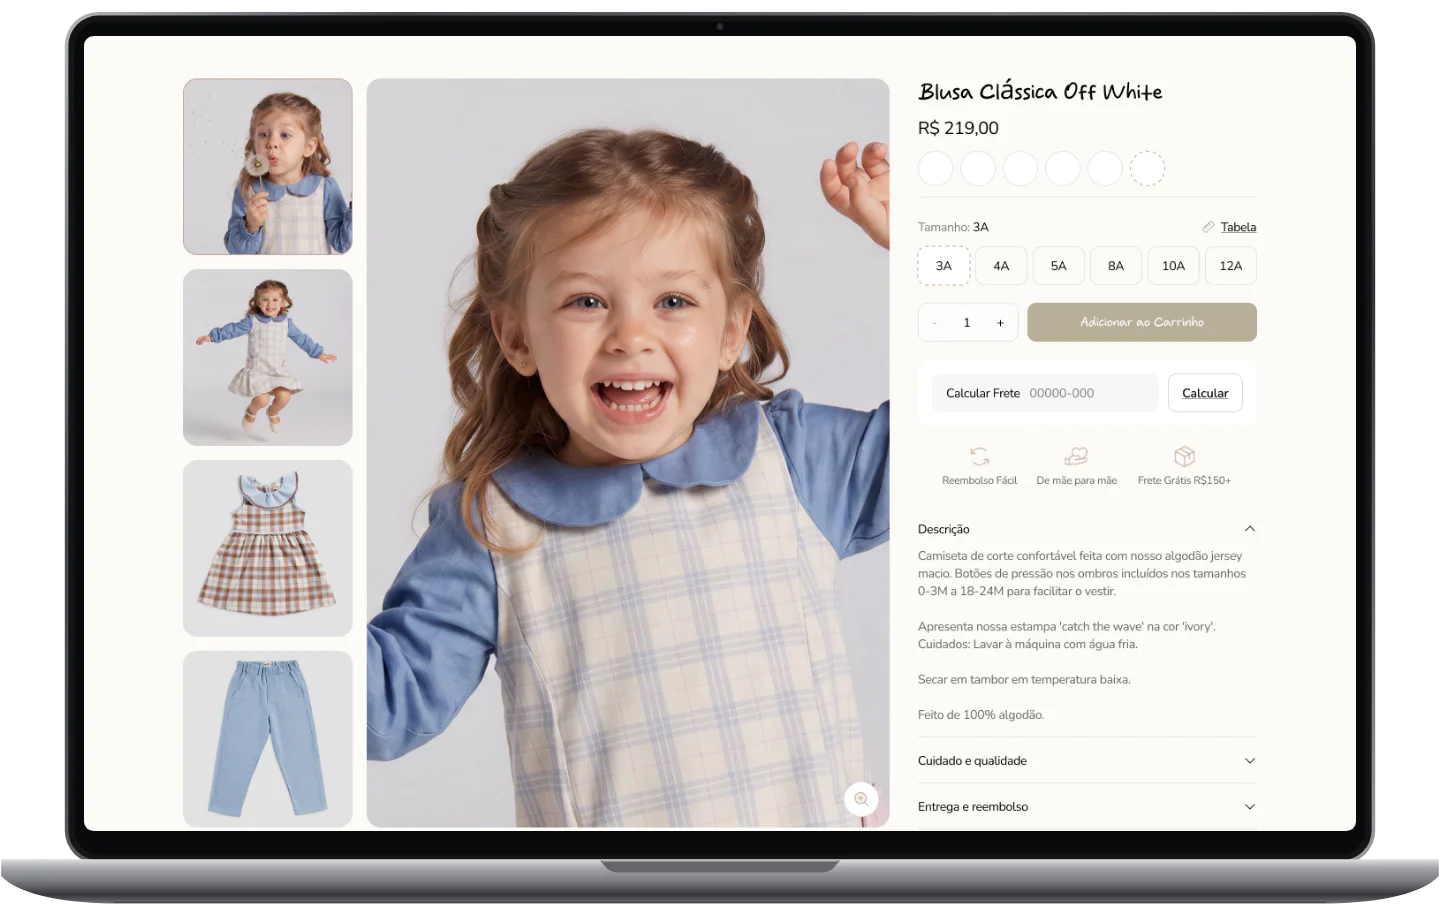 Blusa Clássica Off White
R$ 219,00
Tamanho: 3A
Tabela
3A 4A 5A 8A 10A 12A
- 1 +
Adicionar ao Carrinho
Calcular Frete 00000-000
Calcular
Reembolso Fácil
De mãe para mãe
Frete Grátis R$150+
Descrição
Camiseta de corte confortável feita com nosso algodão jersey
macio. Botões de pressão nos ombros incluídos nos tamanhos
0-3M a 18-24M para facilitar o vestir.
Apresenta nossa estampa 'catch the wave' na cor 'ivory'.
Cuidados: Lavar à máquina com água fria.
Secar em tambor em temperatura baixa.
Feito de 100% algodão.
Cuidado e qualidade
Entrega e reembolso